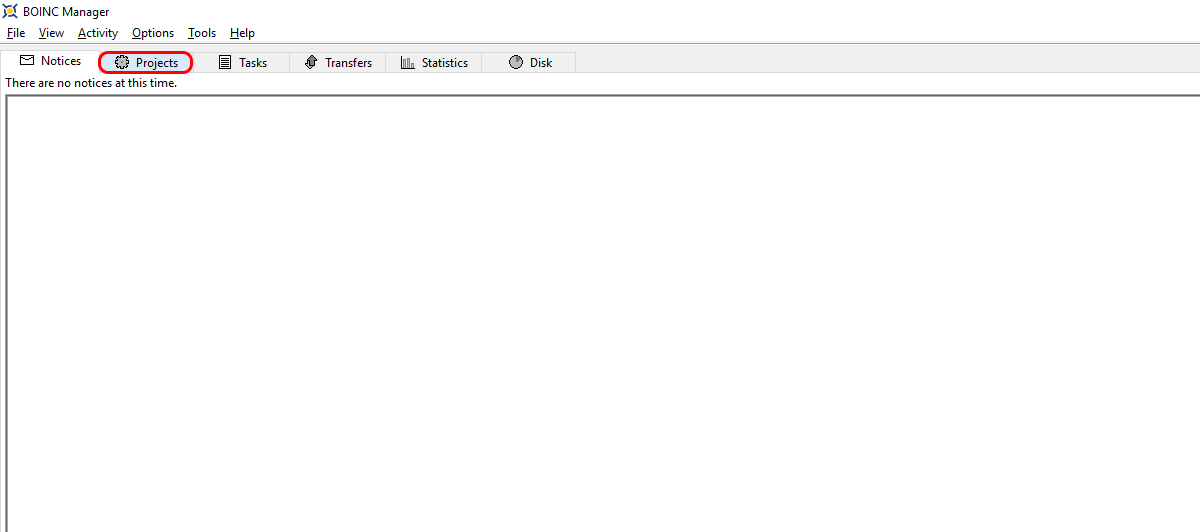 BOINC Manager
File View Activity Options Tools Help
Notices Projects Tasks Transfers Statistics Disk
There are no notices at this time.